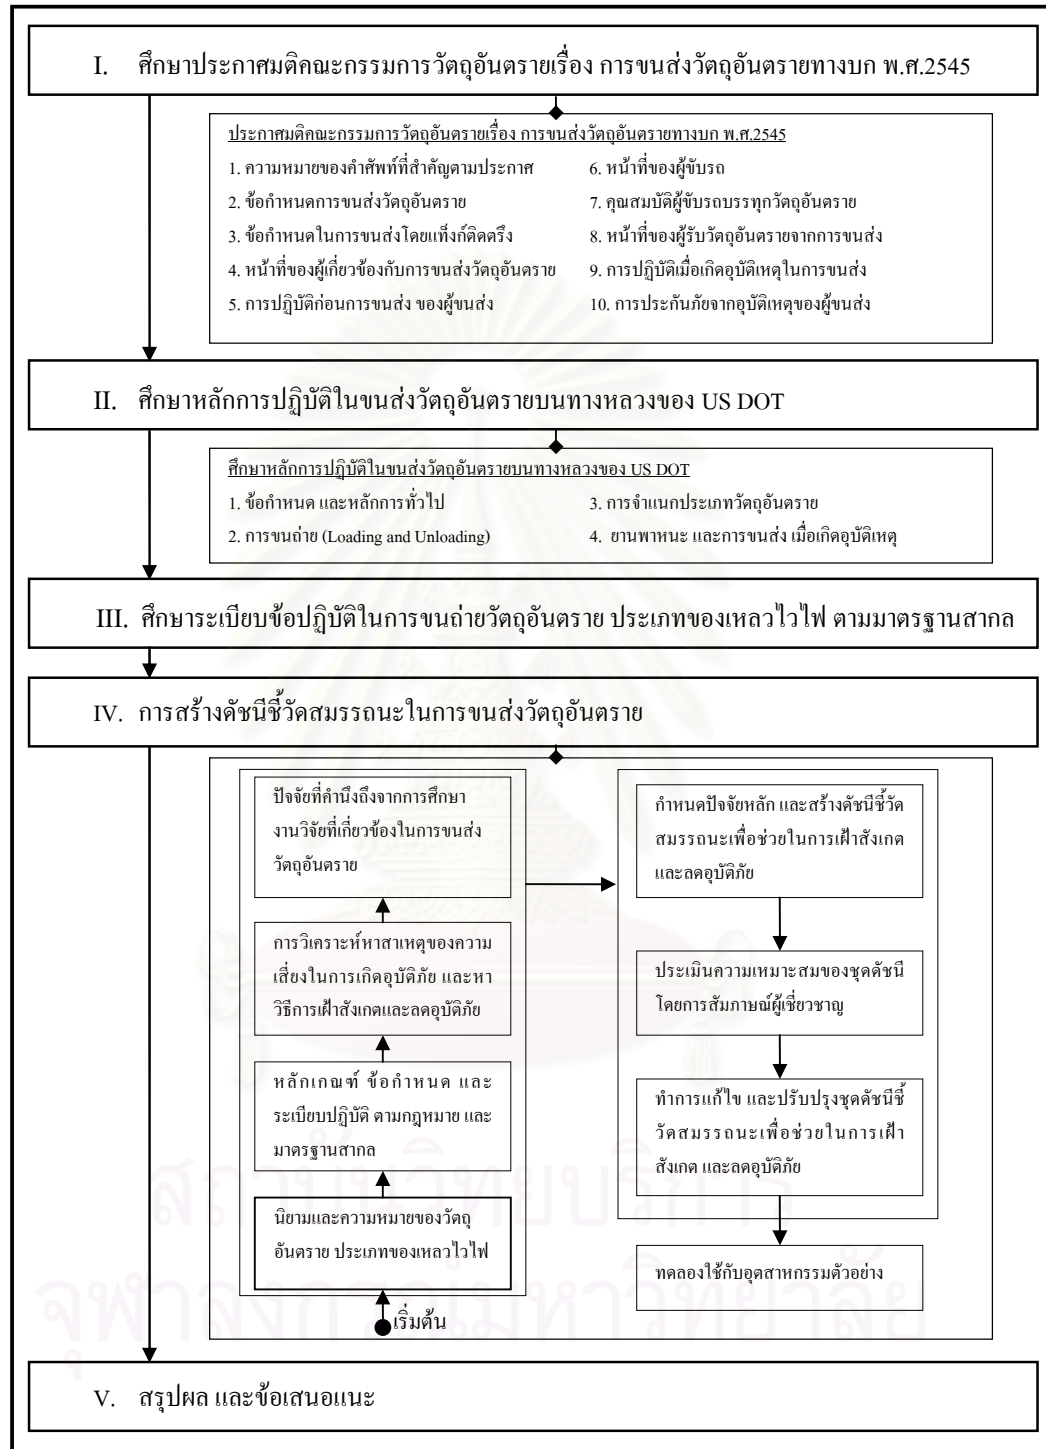 I. ศึกษาประกาศมติคณะกรรมการวัตถุอันตรายเรื่อง การขนส่งวัตถุอันตรายทางบก พ.ศ.2545
ประกาศมติคณะกรรมการวัตถุอันตรายเรื่อง การขนส่งวัตถุอันตรายทางบก พ.ศ.2545
1. ความหมายของคำศัพท์ที่สำคัญตามประกาศ
2. ข้อกำหนดการขนส่งวัตถุอันตราย
3. ข้อกำหนดในการขนส่งโดยแท็งก์ติดตรึง
4. หน้าที่ของผู้เกี่ยวข้องกับการขนส่งวัตถุอันตราย
5. การปฏิบัติก่อนการขนส่ง ของผู้ขนส่ง
6. หน้าที่ของผู้ขับรถ
7. คุณสมบัติผู้ขับรถบรรทุกวัตถุอันตราย
8. หน้าที่ของผู้รับวัตถุอันตรายจากการขนส่ง
9. การปฏิบัติเมื่อเกิดอุบัติเหตุในการขนส่ง
10. การประกันภัยจากอุบัติเหตุของผู้ขนส่ง
II. ศึกษาหลักการปฏิบัติในขนส่งวัตถุอันตรายบนทางหลวงของ US DOT
ศึกษาหลักการปฏิบัติในขนส่งวัตถุอันตรายบนทางหลวงของ US DOT
1. ข้อกำหนด และหลักการทั่วไป
2. การขนถ่าย (Loading and Unloading)
3. การจำแนกประเภทวัตถุอันตราย
4. ยานพาหนะ และการขนส่ง เมื่อเกิดอุบัติเหตุ
III. ศึกษาระเบียบข้อปฏิบัติในการขนถ่ายวัตถุอันตราย ประเภทของเหลวไวไฟ ตามมาตรฐานสากล
IV. การสร้างดัชนีชี้วัดสมรรถนะในการขนส่งวัตถุอันตราย
ปัจจัยที่คำนึงถึงจากการศึกษา
งานวิจัยที่เกี่ยวข้องในการขนส่ง
วัตถุอันตราย
การวิเคราะห์หาสาเหตุของความ
เสี่ยงในการเกิดอุบัติภัย และหา
วิธีการเฝ้าสังเกตและลดอุบัติภัย
หลักเกณฑ์ ข้อกำหนด และ
ระเบียบปฏิบัติ ตามกฎหมาย และ
มาตรฐานสากล
นิยามและความหมายของวัตถุ
อันตราย ประเภทของเหลวไวไฟ
เริ่มต้น
กำหนดปัจจัยหลัก และสร้างดัชนีชี้วัด
สมรรถนะเพื่อช่วยในการเฝ้าสังเกต
และลดอุบัติภัย
ประเมินความเหมาะสมของชุดดัชนี
โดยการสัมภาษณ์ผู้เชี่ยวชาญ
ทำการแก้ไข และปรับปรุงชุดดัชนีชี้
วัดสมรรถนะเพื่อช่วยในการเฝ้า
สังเกต และลดอุบัติภัย
ทดลองใช้กับอุตสาหกรรมตัวอย่าง
สถาบันวิทยบริการ
จุฬาลงกรณ์มหาวิทยาลัย
V. สรุปผล และข้อเสนอแนะ